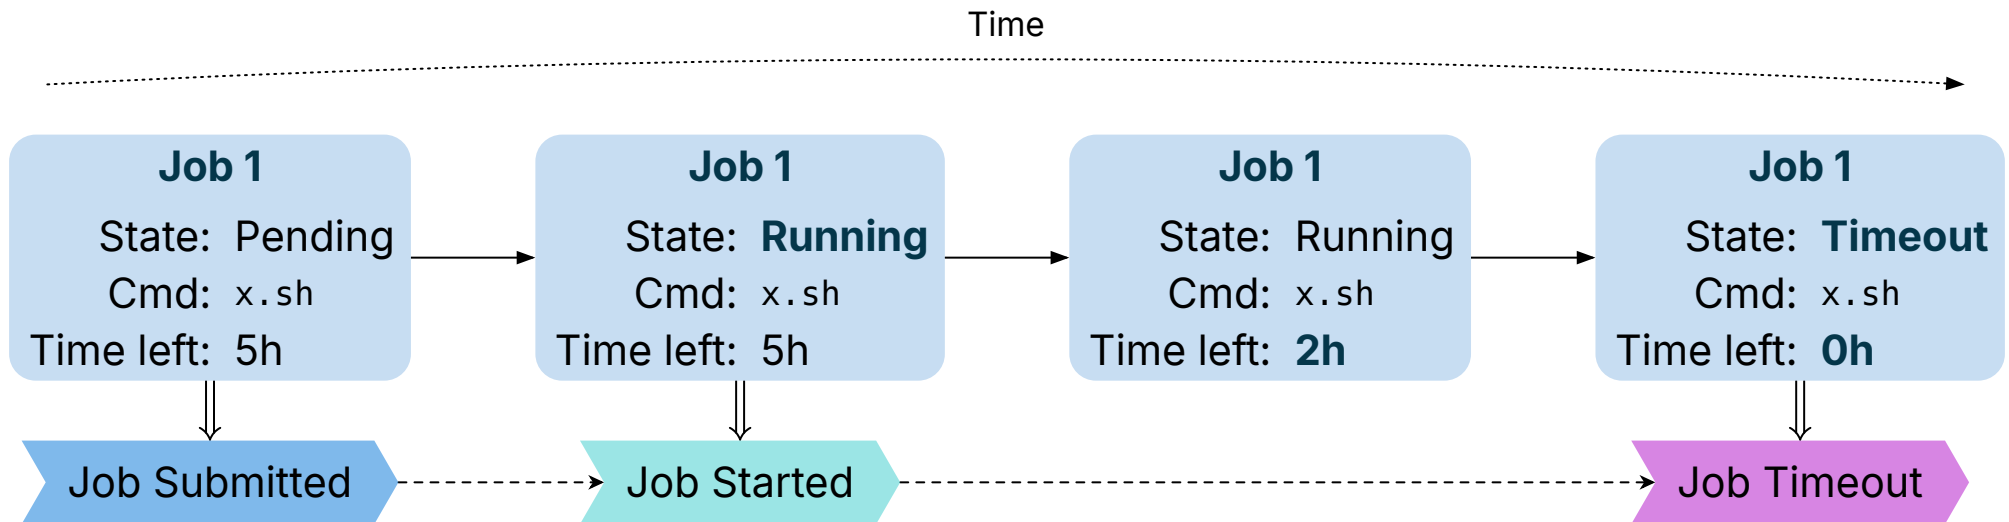 Time
Job 1
State: Pending
Cmd: x.sh
Time left: 5h
Job 1
State: Running
Cmd: x.sh
Time left: 5h
Job 1
State: Running
Cmd: x.sh
Time left: 2h
Job 1
State: Timeout
Cmd: x.sh
Time left: 0h
Job Submitted
Job Started
Job Timeout